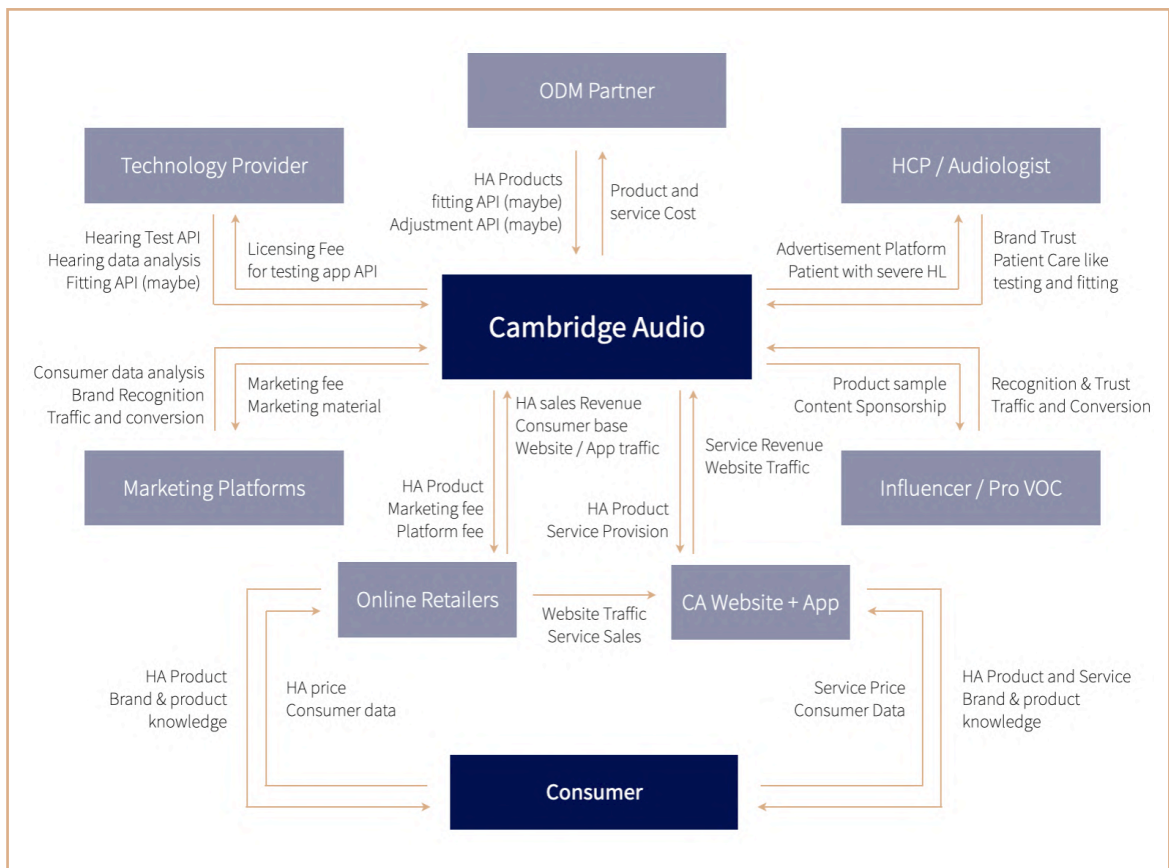 ODM Partner
Technology Provider
HCP / Audiologist
HA Products
fitting API (maybe)
Adjustment API (maybe)
Product and
service Cost
Hearing Test API
Hearing data analysis
Fitting API (maybe)
Licensing Fee
for testing app API
Advertisement Platform
Patient with severe HL
Brand Trust
Patient Care like
testing and fitting
Cambridge Audio
Consumer data analysis
Brand Recognition
Traffic and conversion
Marketing fee
Marketing material
Product sample
Content Sponsorship
Recognition & Trust
Traffic and Conversion
HA sales Revenue
Consumer base
Website / App traffic
Service Revenue
Website Traffic
Marketing Platforms
Influencer / Pro VOC
HA Product
Marketing fee
Platform fee
HA Product
Service Provision
Online Retailers
CA Website + App
Website Traffic
Service Sales
HA Product
Brand & product
knowledge
HA price
Consumer data
Service Price
Consumer Data
HA Product and Service
Brand & product
knowledge
Consumer